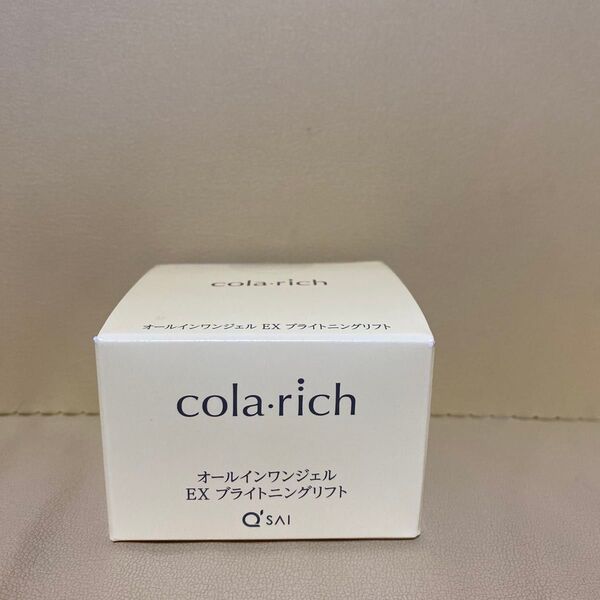 cola·rich
オールインワンジェル EX ブライトニングリフト
cola·rich
オールインワンジェル
EX ブライトニングリフト
Q'SAI